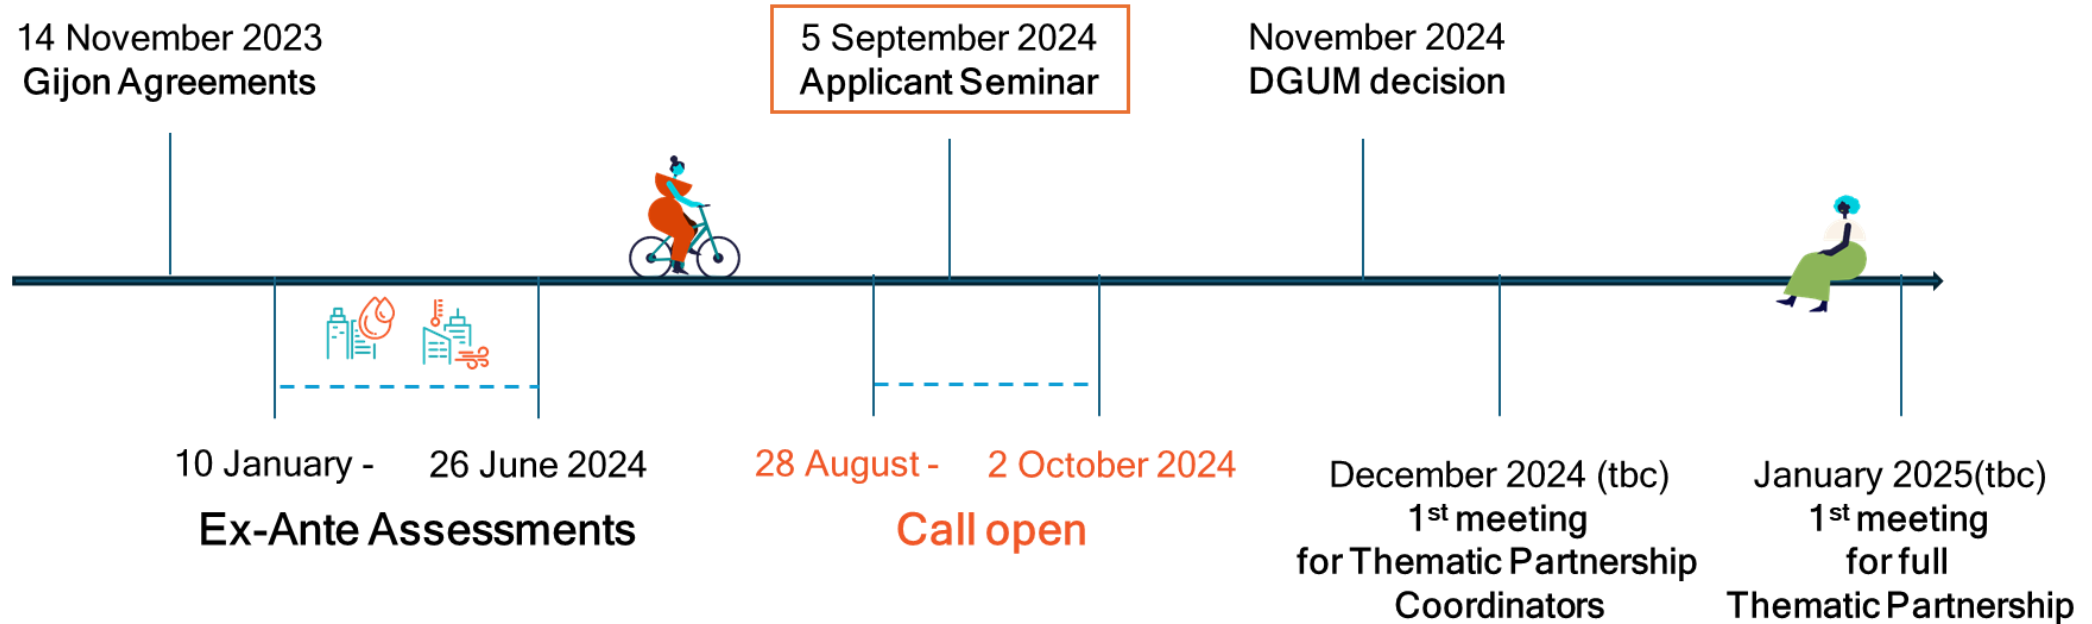 14 November 2023
Gijon Agreements
5 September 2024
Applicant Seminar
November 2024
DGUM decision
10 January -
26 June 2024
Ex-Ante Assessments
28 August -
2 October 2024
Call open
December 2024 (tbc)
1st meeting
for Thematic Partnership
Coordinators
January 2025(tbc)
1st meeting
for full
Thematic Partnership